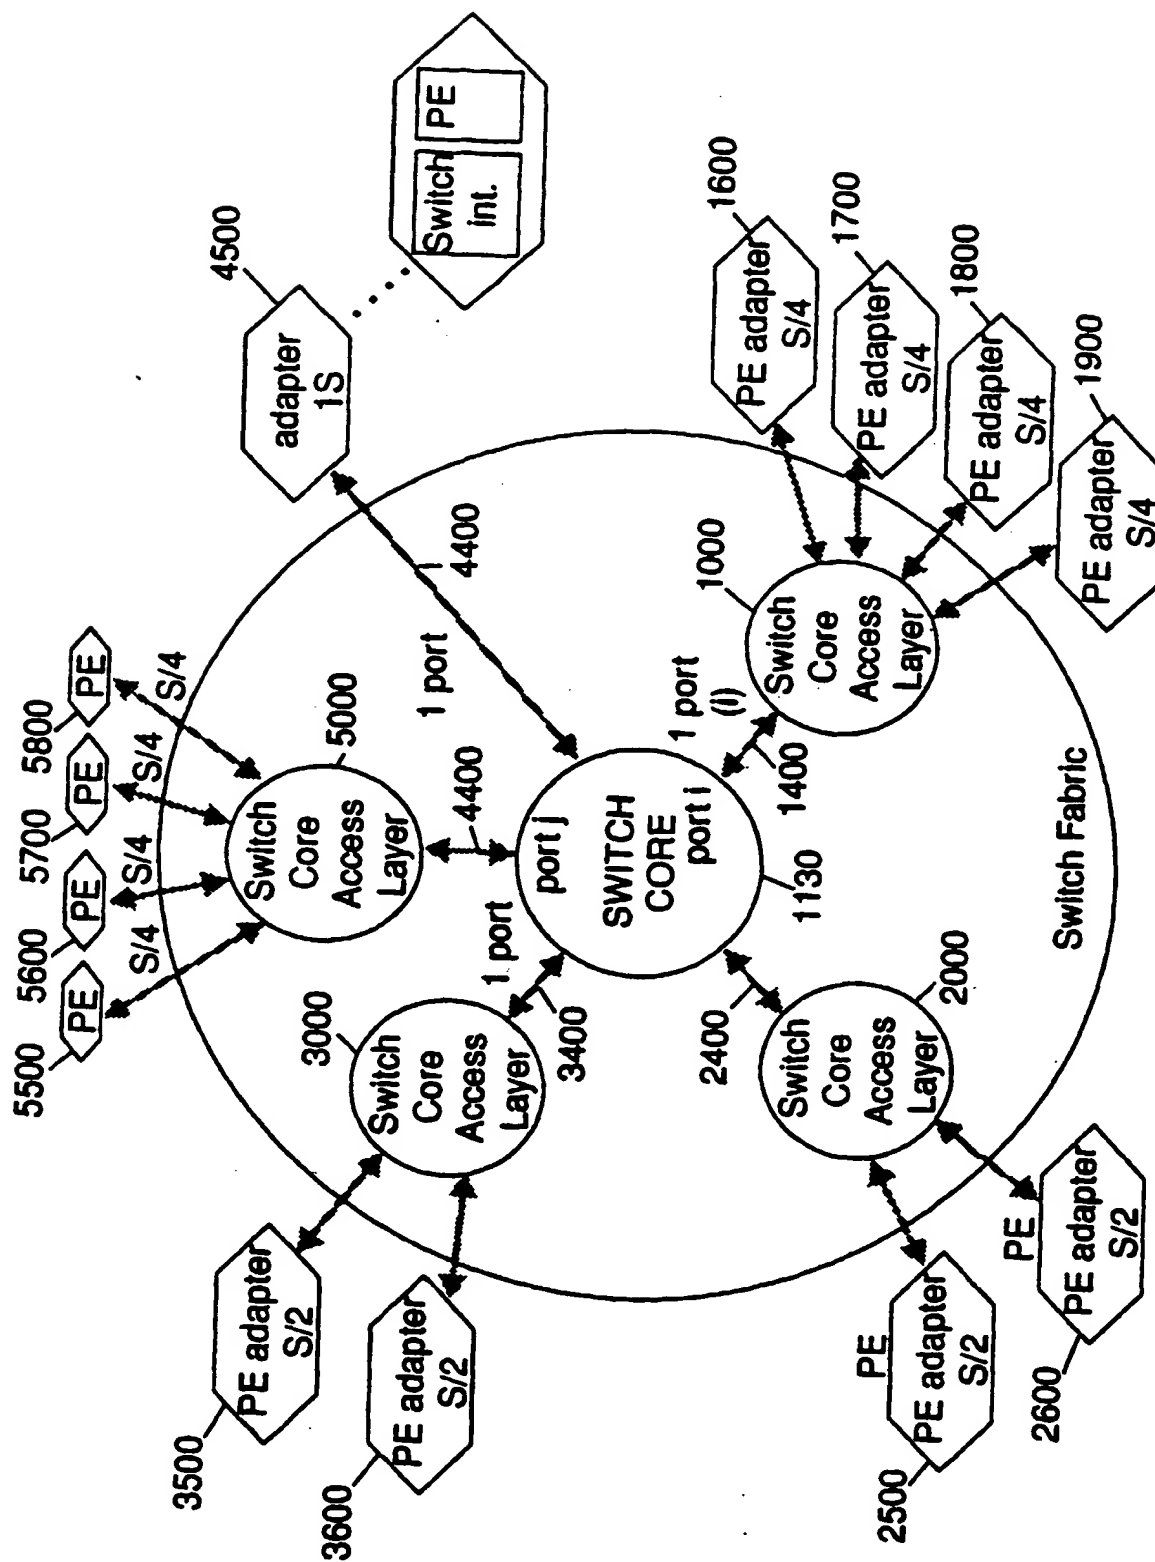 5500
5600
5700
5800
PE
PE
PE
PE
S/4
S/4
S/4
S/4
3500
PE adapter
S/2
3600
PE adapter
S/2
3000
Switch
Core
Access
Layer
Switch
Core
Access
Layer
5000
4500
adapter
1S
Switch
int.
PE
1 port
4400
4400
1 port
3400
port j
SWITCH
CORE
port i
1130
1 port
(i)
1400
1000
Switch
Core
Access
Layer
2400
2000
Switch
Core
Access
Layer
1600
PE adapter
S/4
1700
PE adapter
S/4
1800
PE adapter
S/4
1900
PE adapter
S/4
2500
PE
PE adapter
S/2
2600
PE
PE adapter
S/2
Switch Fabric